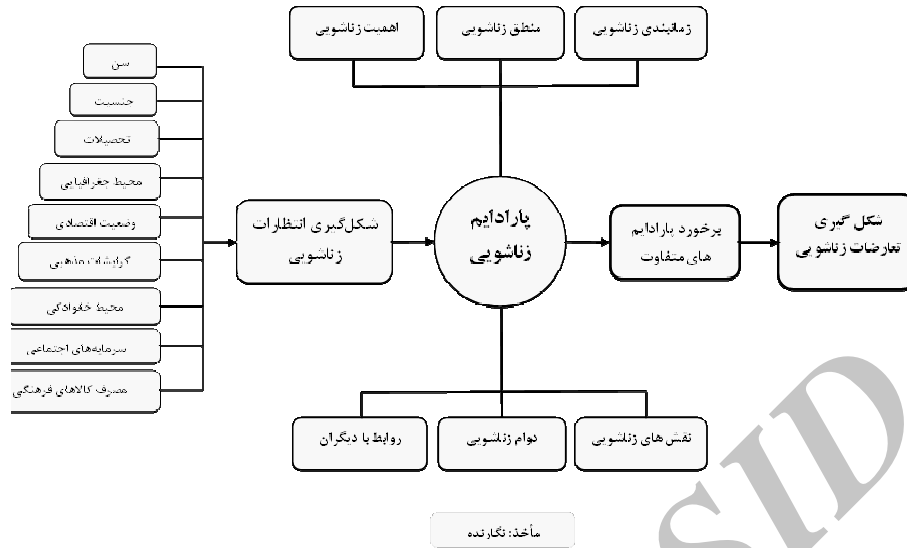 زمانبندی زناشویی
منطق زناشویی
اهمیت زناشویی
سن
جنسیت
تحصیلات
محیط جغرافیایی
وضعیت اقتصادی
گرایشات مذهبی
محیط خانوادگی
سرمایه‌های اجتماعی
مصرف کالاهای فرهنگی
شکل‌گیری انتظارات
زناشویی
پارادایم
زناشویی
برخورد پارادایم
های متفاوت
شکل گیری
تعارضات زناشویی
نقش های زناشویی
دوام زناشویی
روابط با دیگران
مأخذ: نگارنده
SID